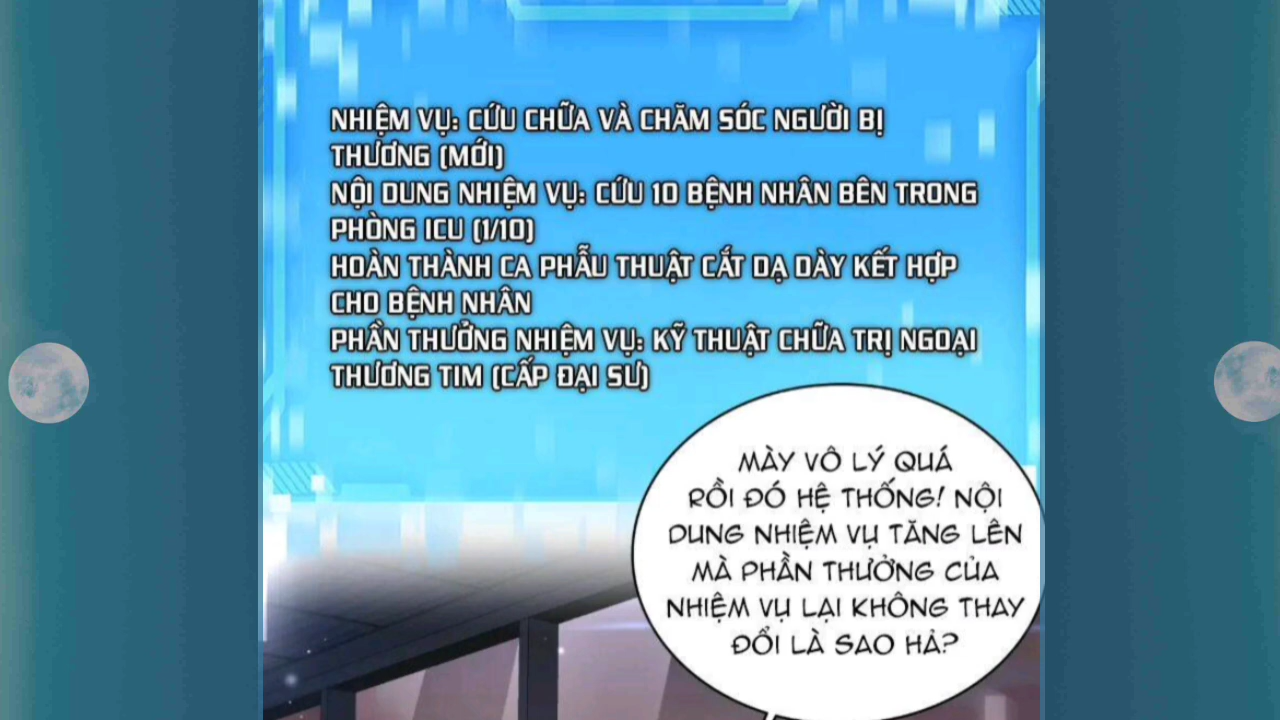 NHIỆM VỤ: CỨU CHỮA VÀ CHĂM SÓC NGƯỜI BỊ
THƯƠNG (MỚI)
NỘI DUNG NHIỆM VỤ: CỨU 10 BỆNH NHÂN BÊN TRONG
PHÒNG ICU (1/10)
HOÀN THÀNH CA PHẪU THUẬT CẮT DẠ DÀY KẾT HỢP
CHO BỆNH NHÂN
PHẦN THƯỞNG NHIỆM VỤ: KỸ THUẬT CHỮA TRỊ NGOẠI
THƯƠNG TIM (CẤP ĐẠI SƯ)
MÀY VÔ LÝ QUÁ
RỒI ĐÓ HỆ THỐNG! NỘI
DUNG NHIỆM VỤ TĂNG LÊN
MÀ PHẦN THƯỞNG CỦA
NHIỆM VỤ LẠI KHÔNG THAY
ĐỔI LÀ SAO HẢ?